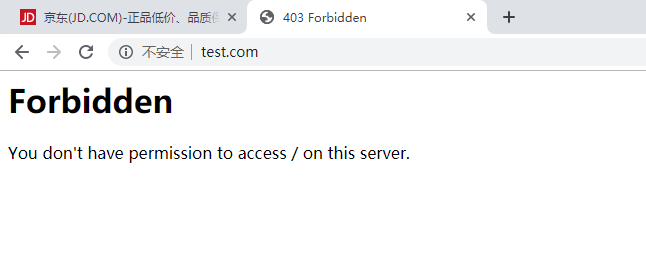 JD 京东(JD.COM)-正品低价、品质
403 Forbidden
不安全 test.com
Forbidden
You don't have permission to access / on this server.